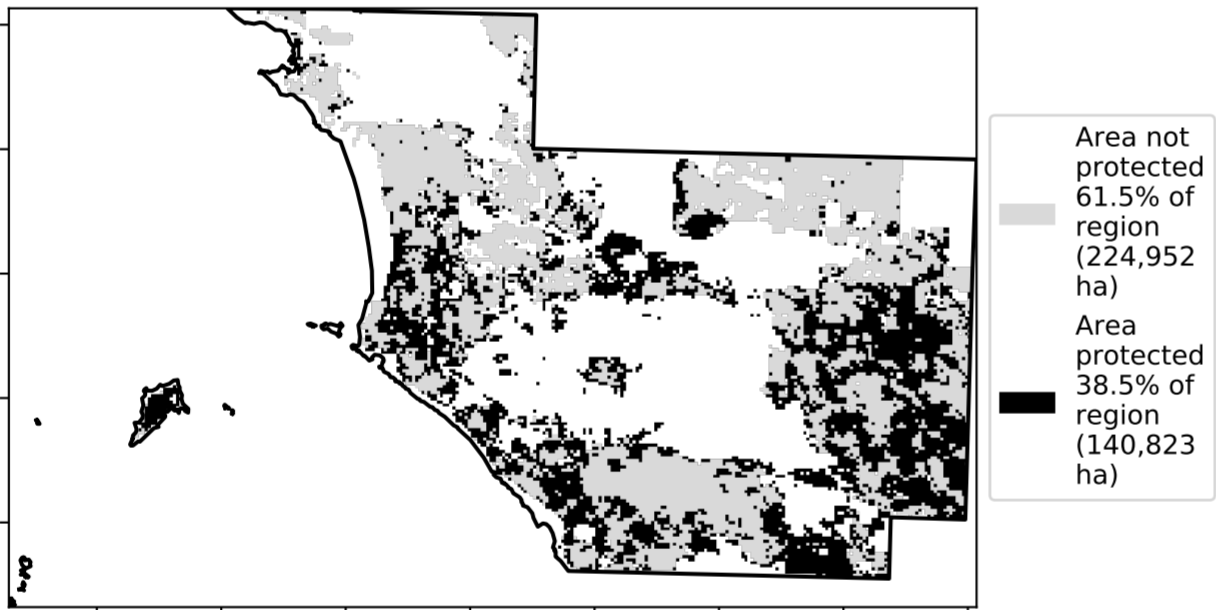 Area not
protected
61.5% of
region
(224,952
ha)
Area
protected
38.5% of
region
(140,823
ha)